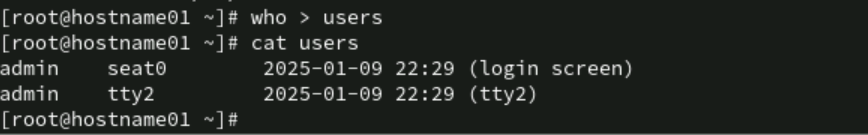 [root@hostname01 ~]# who > users
[root@hostname01 ~]# cat users
admin    seat0        2025-01-09 22:29 (login screen)
admin    tty2         2025-01-09 22:29 (tty2)
[root@hostname01 ~]#